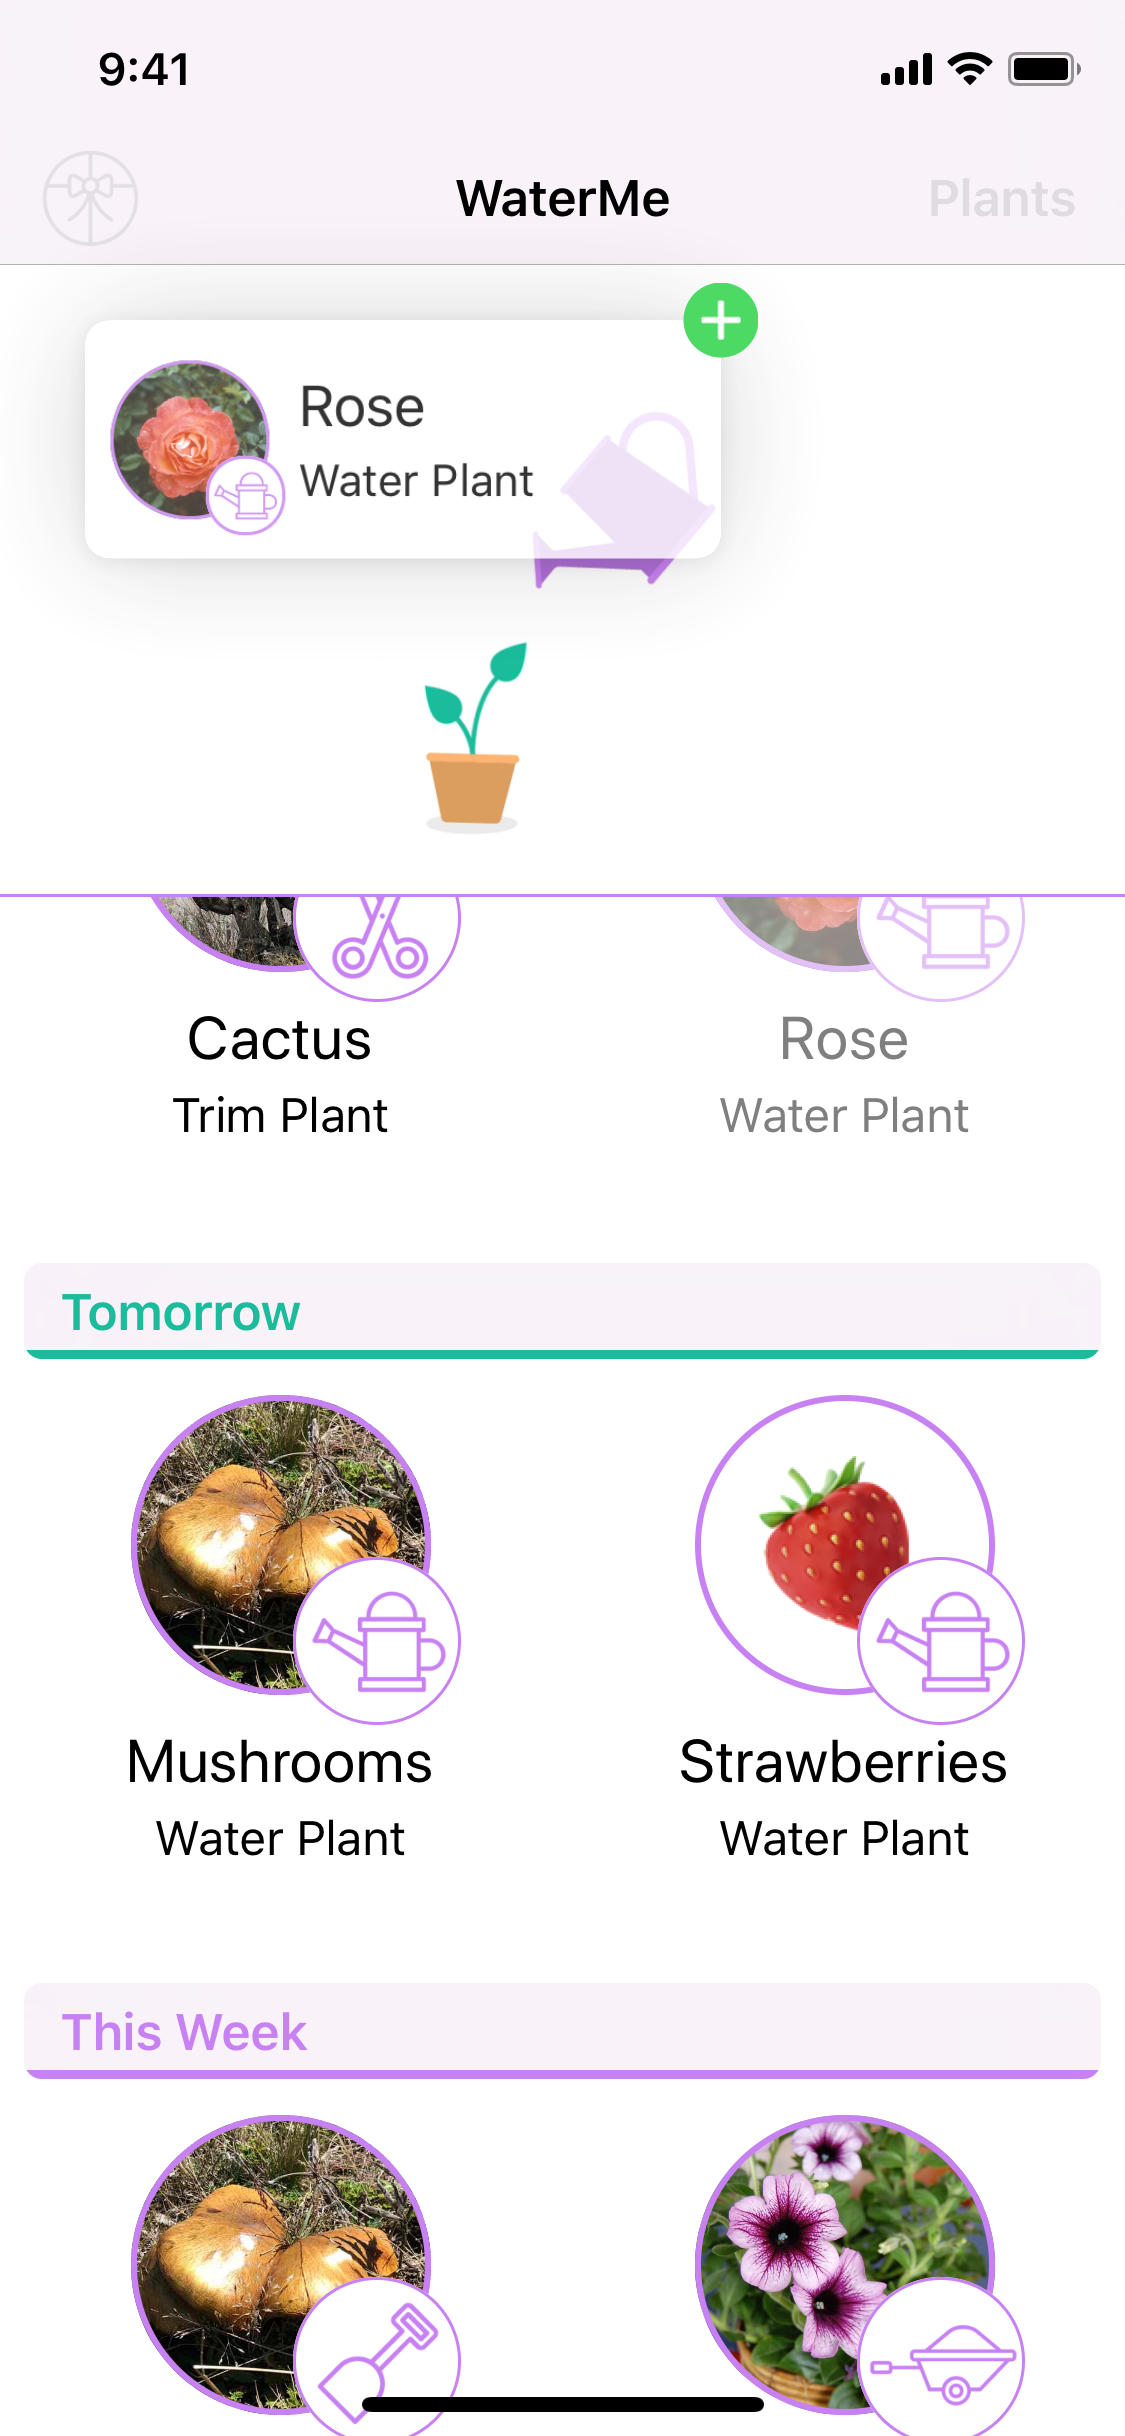 9:41
WaterMe
Plants
Rose
Water Plant
Cactus
Rose
Trim Plant
Water Plant
Tomorrow
Mushrooms
Strawberries
Water Plant
Water Plant
This Week